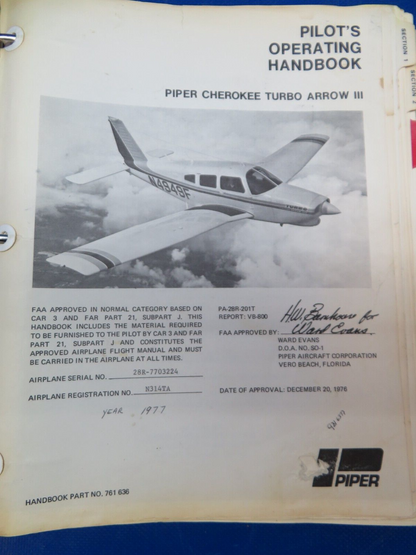 PILOT'S
OPERATING
HANDBOOK
SECTION 1
PIPER CHEROKEE TURBO ARROW III
N4949F
FAA APPROVED IN NORMAL CATEGORY BASED ON
CAR 3 AND FAR PART 21, SUBPART J. THIS
HANDBOOK INCLUDES THE MATERIAL REQUIRED
TO BE FURNISHED TO THE PILOT BY CAR 3 AND FAR
PART 21, SUBPART J AND CONSTITUTES THE
APPROVED AIRPLANE FLIGHT MANUAL AND MUST
BE CARRIED IN THE AIRPLANE AT ALL TIMES.
AIRPLANE SERIAL NO. 28R-7703224
AIRPLANE REGISTRATION NO. N314TA
YEAR 1977
PA-28R-201T
REPORT: VB-800
for
Ward Evans
FAA APPROVED BY:
WARD EVANS
D.O.A. NO. SO-1
PIPER AIRCRAFT CORPORATION
VERO BEACH, FLORIDA
DATE OF APPROVAL: DECEMBER 20, 1976
PIPER
HANDBOOK PART NO. 761 636